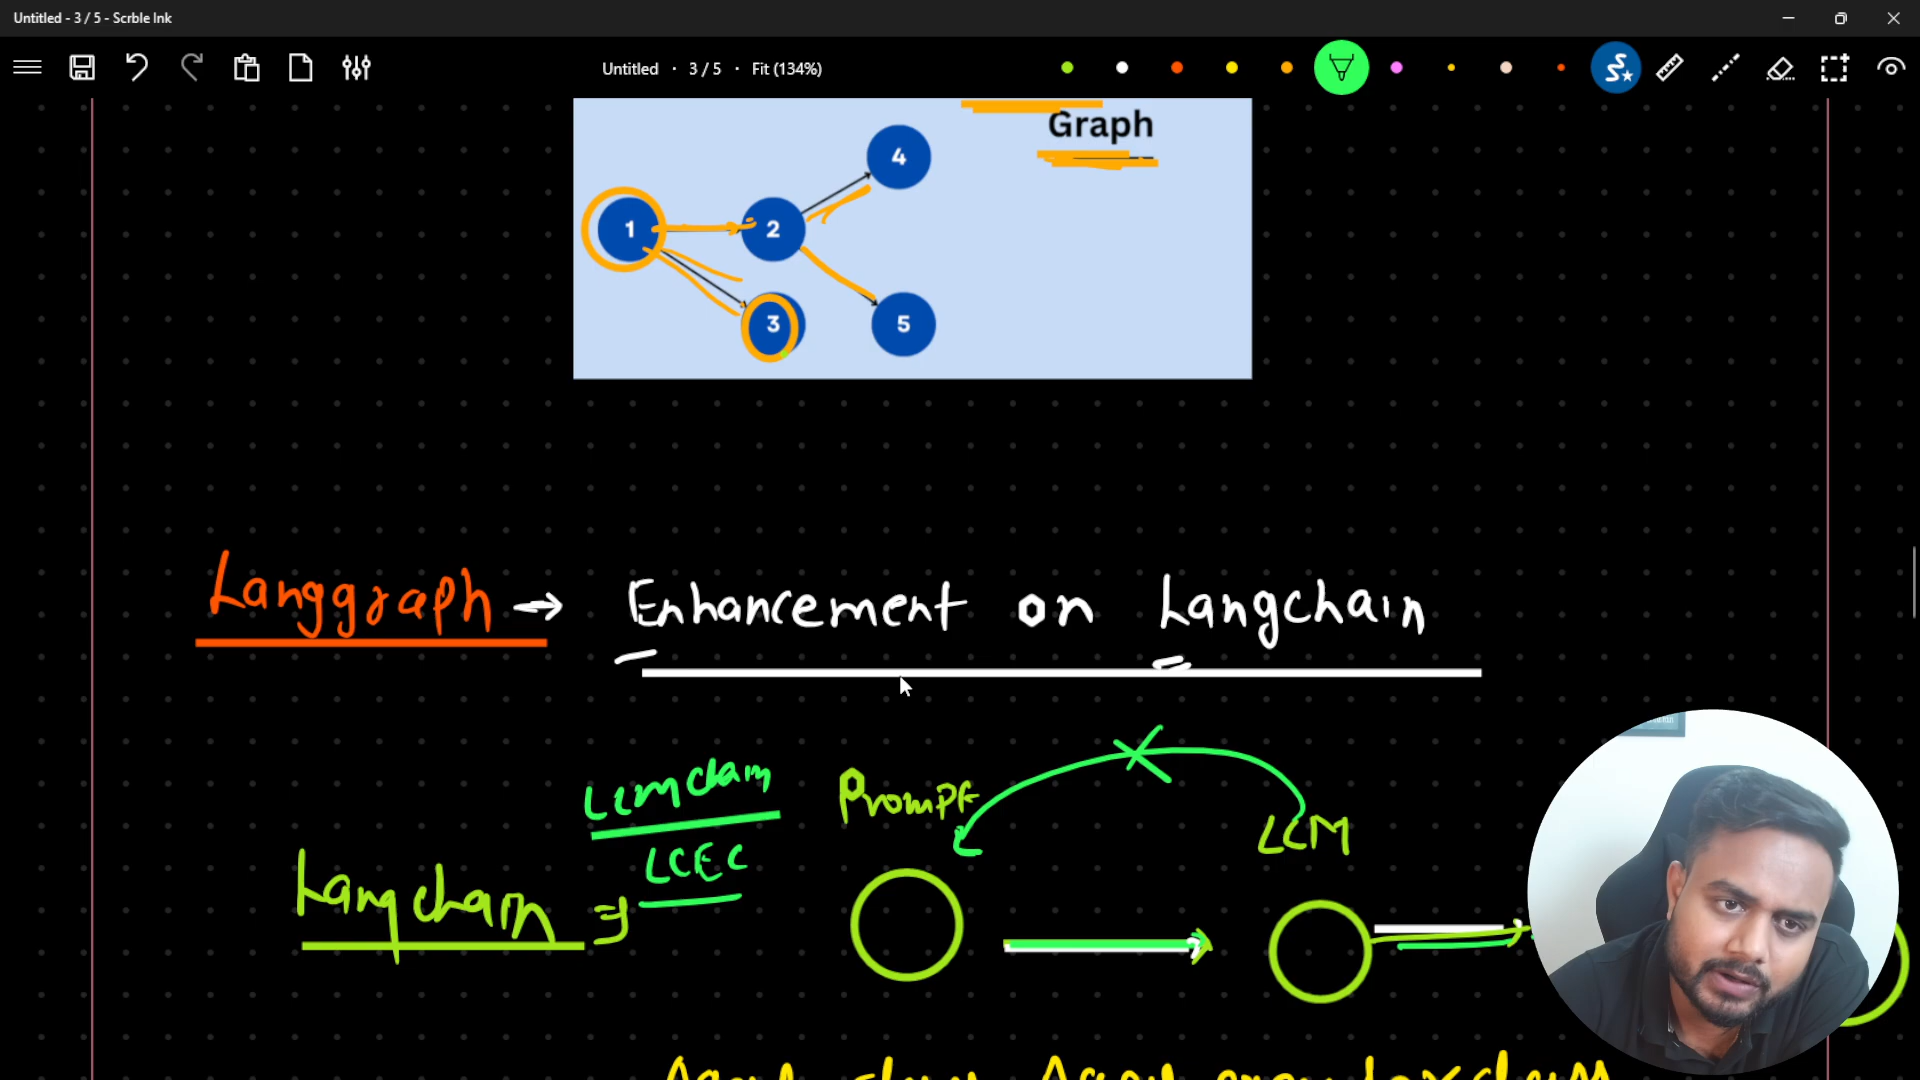 Untitled - 3 / 5 - Scrble Ink
Untitled · 3 / 5 · Fit (134%)
Graph
4
1 2
3 5
Langgraph → Enhancement on Langchain
Prompt
LLM
LCEL
Langchain ⇒